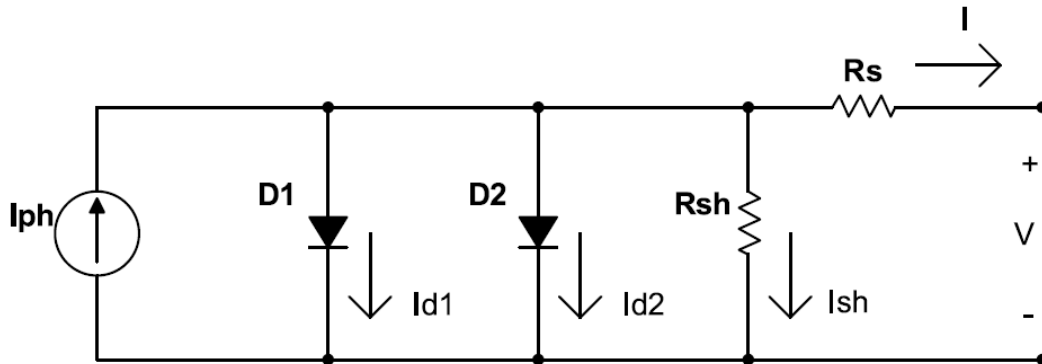 I
Rs
+
D1
D2
Rsh
Iph
V
Id1
Id2
Ish
-